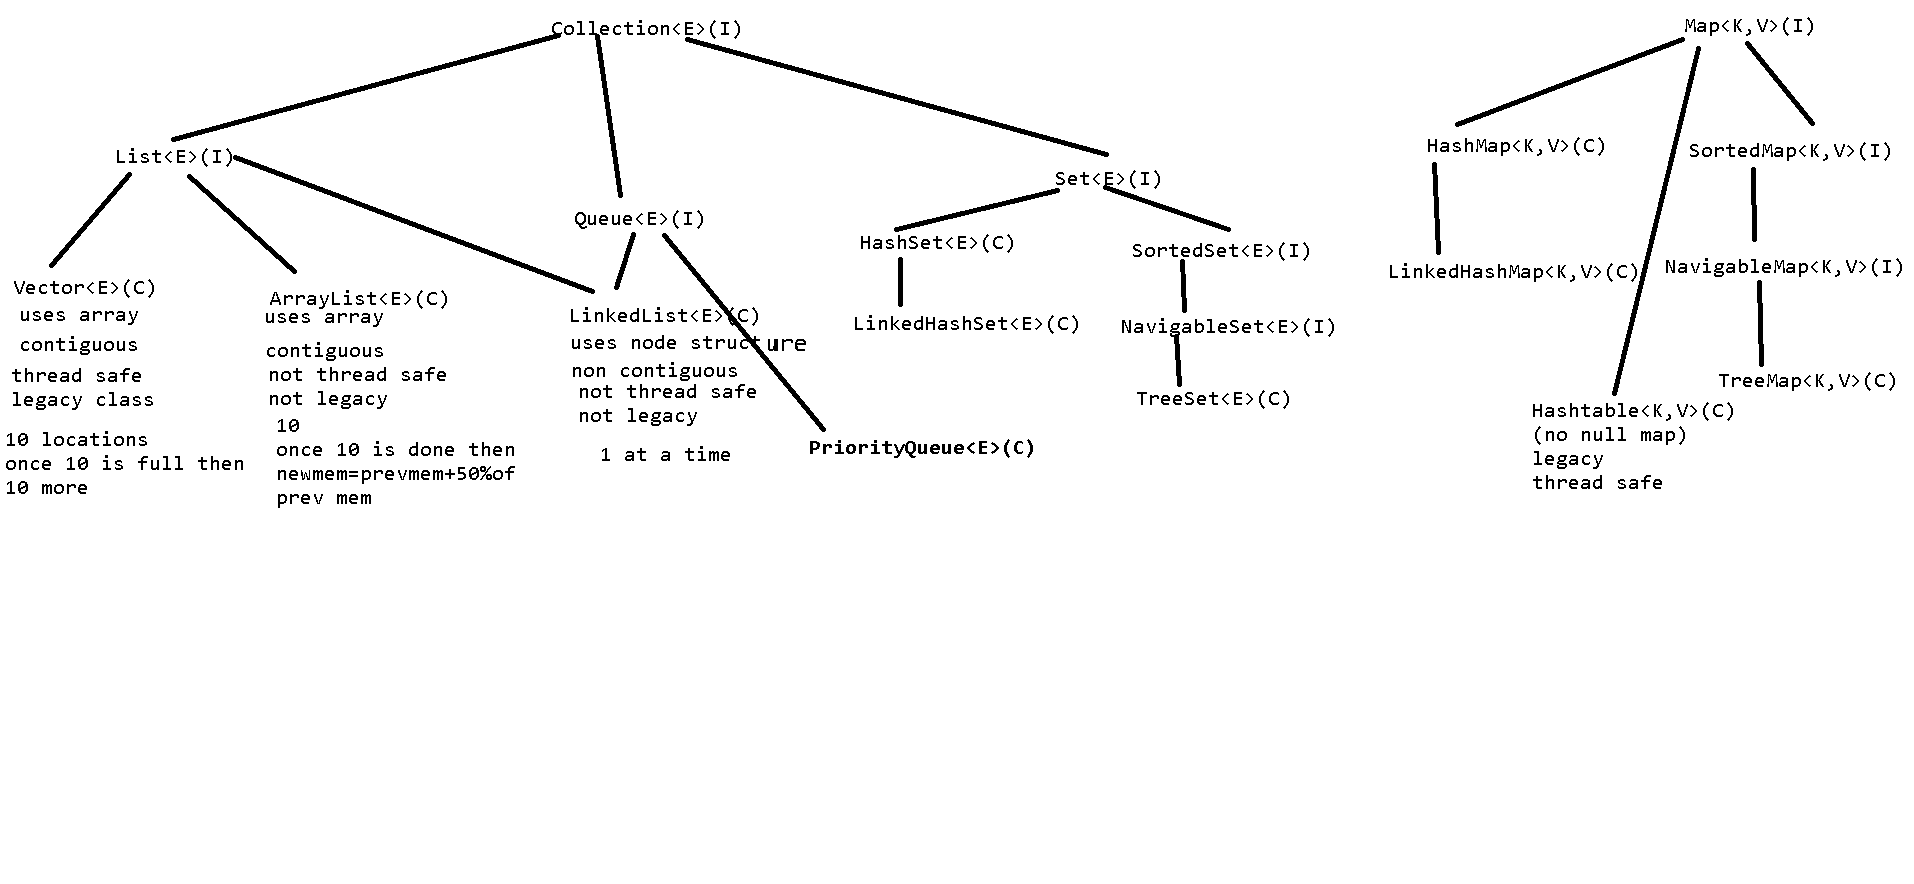 Collection<E>(I)
List<E>(I)
Queue<E>(I)
Set<E>(I)
Vector<E>(C)
uses array
contiguous
thread safe
legacy class
10 locations
once 10 is full then
10 more
ArrayList<E>(C)
uses array
contiguous
not thread safe
not legacy
10
once 10 is done then
newmem=prevmem+50%of
prev mem
LinkedList<E>(C)
uses node structure
non contiguous
not thread safe
not legacy
1 at a time
PriorityQueue<E>(C)
HashSet<E>(C)
LinkedHashSet<E>(C)
SortedSet<E>(I)
NavigableSet<E>(I)
TreeSet<E>(C)
Map<K,V>(I)
HashMap<K,V>(C)
LinkedHashMap<K,V>(C)
Hashtable<K,V>(C)
(no null map)
legacy
thread safe
SortedMap<K,V>(I)
NavigableMap<K,V>(I)
TreeMap<K,V>(C)